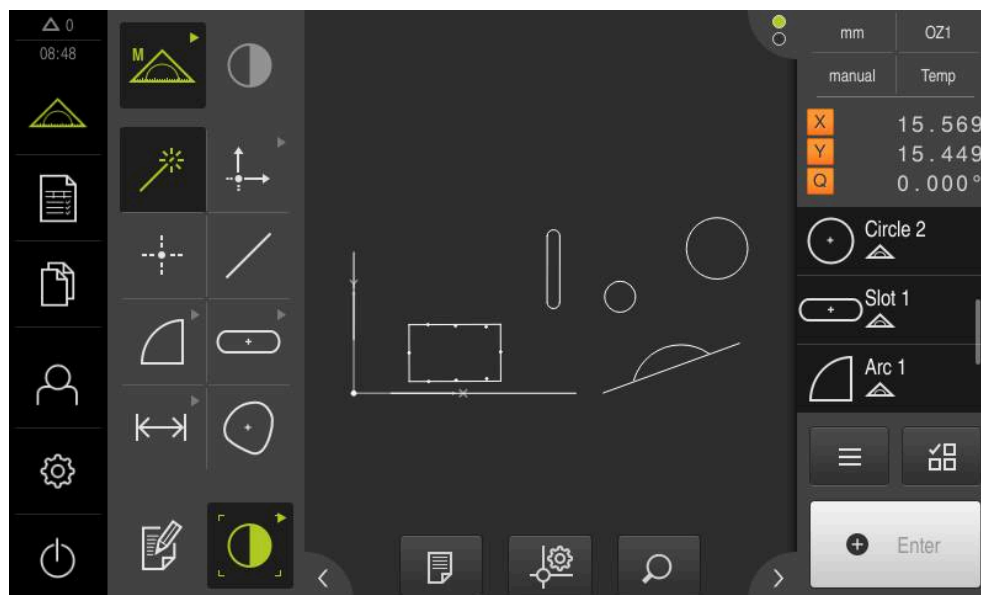 0
08:48
M
mm
OZ1
manual
Temp
X 15.569
Y 15.449
Q 0.000°
Circle 2
Slot 1
Arc 1
Enter
Y
X